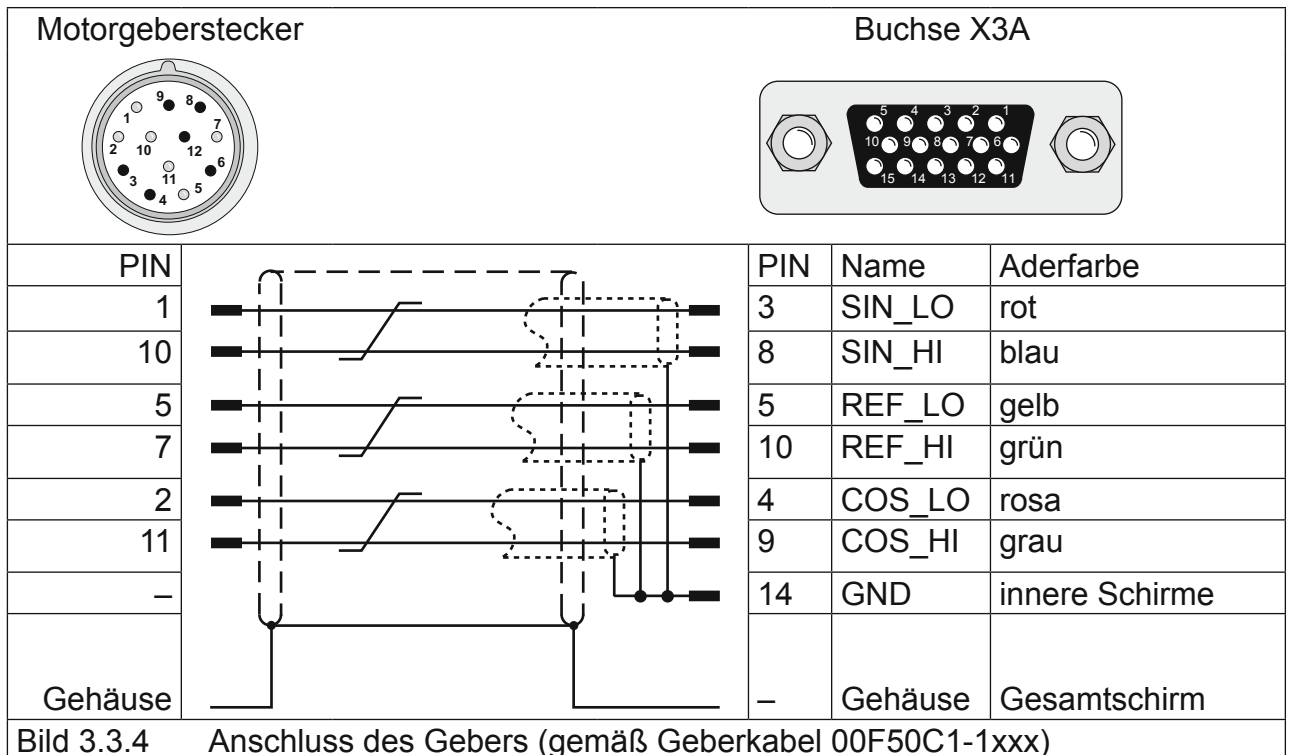 Motorgeberstecker Buchse X3A
9 8
1 7
2 10 12
3 11 6
4 5
5 4 3 2 1
10 9 8 7 6
15 14 13 12 11
PIN PIN Name Aderfarbe
1 3 SIN_LO rot
10 8 SIN_HI blau
5 5 REF_LO gelb
7 10 REF_HI grün
2 4 COS_LO rosa
11 9 COS_HI grau
– 14 GND innere Schirme
Gehäuse – Gehäuse Gesamtschirm
Bild 3.3.4 Anschluss des Gebers (gemäß Geberkabel 00F50C1-1xxx)